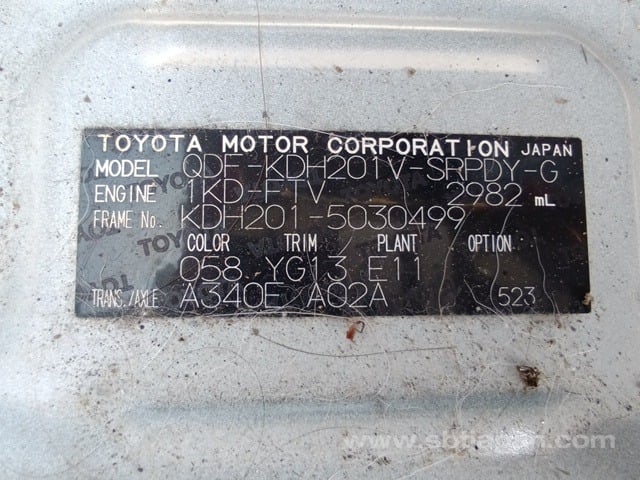 TOYOTA MOTOR CORPORATION JAPAN
MODEL QDF-KDH201V-SRPDY-G
ENGINE 1KD-FTV 2982 mL
FRAME No. KDH201-5030499
COLOR TRIM PLANT OPTION
058 YG13 E11
TRANS./AXLE A340E A02A 523
www.sbtjapan.com